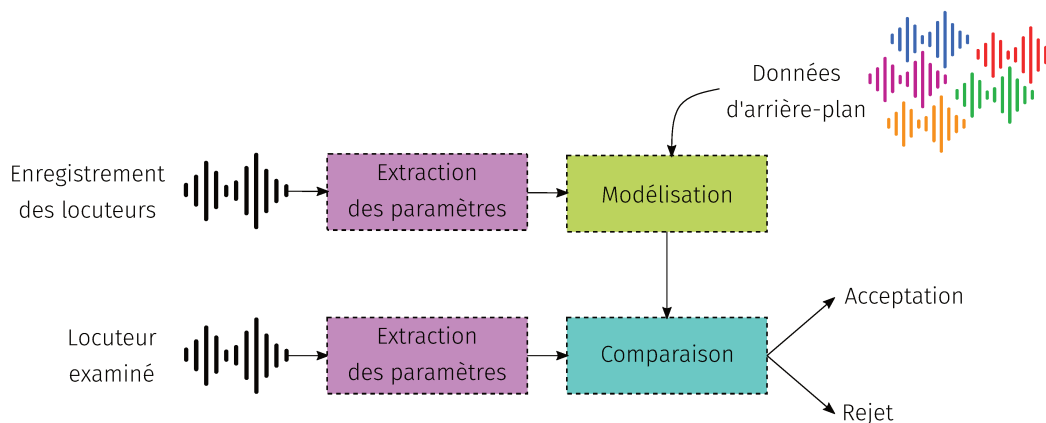 Données
d'arrière-plan
Enregistrement
des locuteurs
Extraction
des paramètres
Modélisation
Locuteur
examiné
Extraction
des paramètres
Comparaison
Acceptation
Rejet